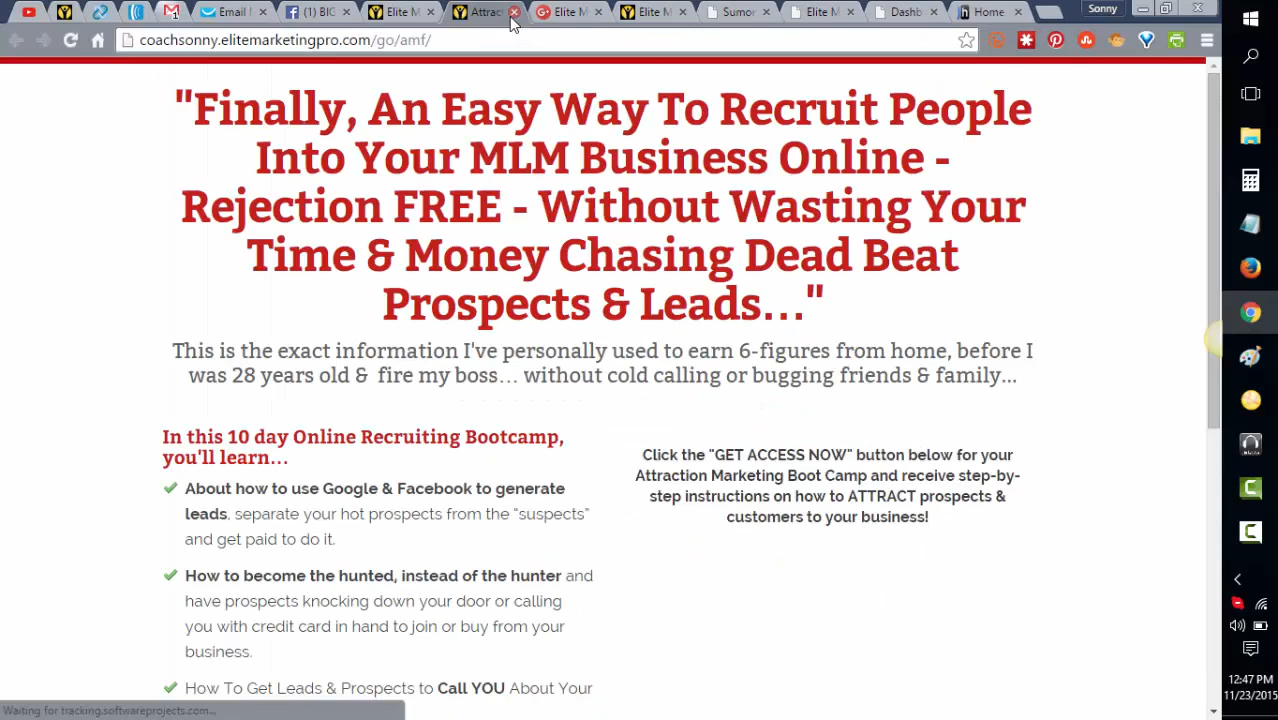 1
Email
(1) BIG
Elite M
Attrac
Elite M
Elite M
Sumor
Elite M
Dashb
Home
Sonny
coachsonny.elitemarketingpro.com/go/amf/
"Finally, An Easy Way To Recruit People
Into Your MLM Business Online -
Rejection FREE - Without Wasting Your
Time & Money Chasing Dead Beat
Prospects & Leads..."
This is the exact information I've personally used to earn 6-figures from home, before I
was 28 years old & fire my boss... without cold calling or bugging friends & family...
In this 10 day Online Recruiting Bootcamp,
you'll learn...
About how to use Google & Facebook to generate
leads, separate your hot prospects from the “suspects”
and get paid to do it.
How to become the hunted, instead of the hunter and
have prospects knocking down your door or calling
you with credit card in hand to join or buy from your
business.
How To Get Leads & Prospects to Call YOU About Your
Click the "GET ACCESS NOW" button below for your
Attraction Marketing Boot Camp and receive step-by-
step instructions on how to ATTRACT prospects &
customers to your business!
Waiting for tracking.softwareprojects.com...
12:47 PM
11/23/2015